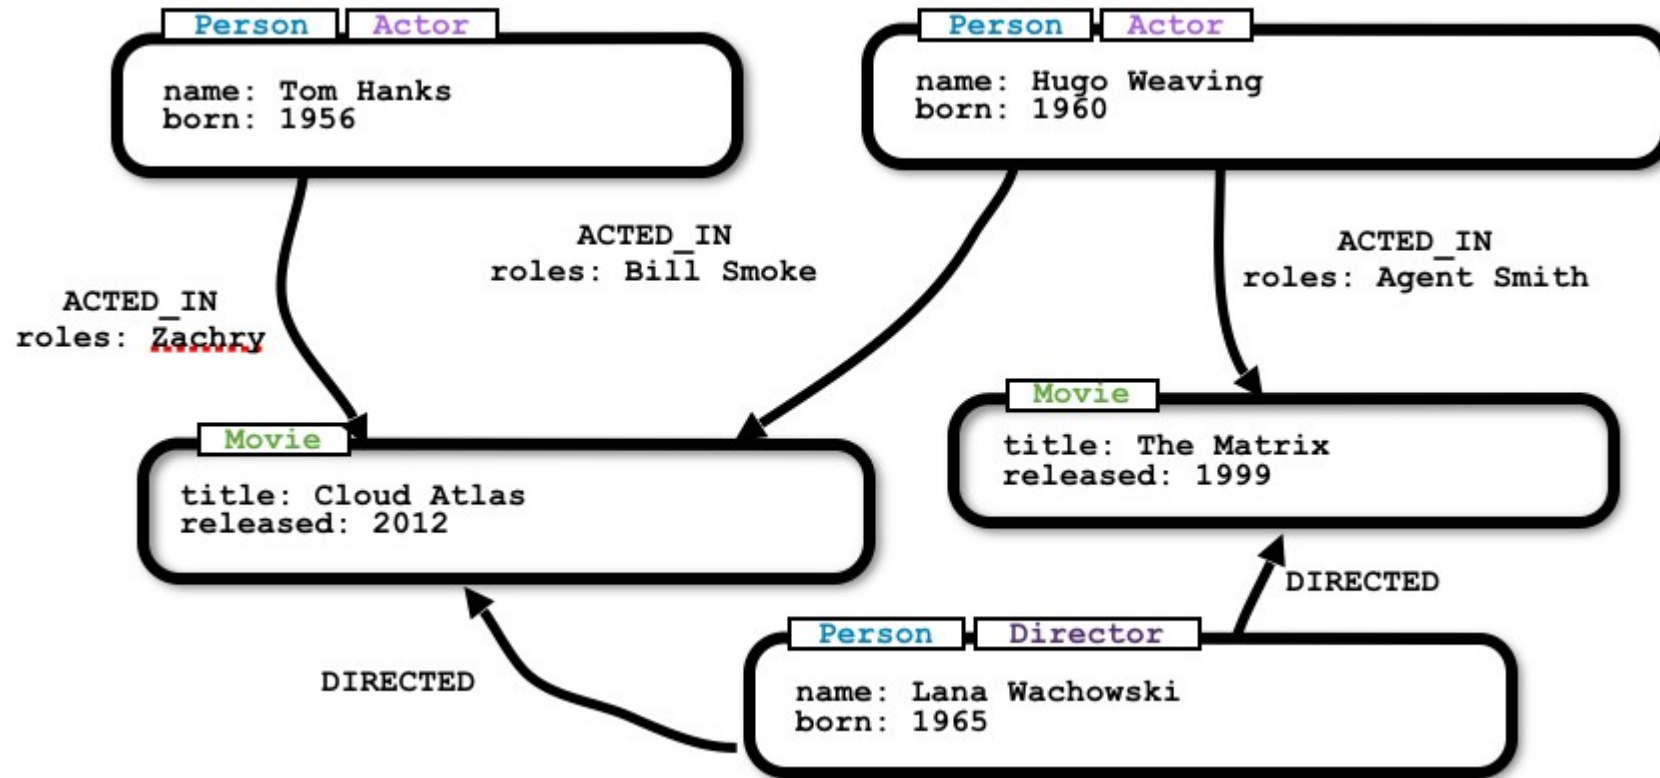 Person Actor
name: Tom Hanks
born: 1956
Person Actor
name: Hugo Weaving
born: 1960
ACTED_IN
roles: Zachry
ACTED_IN
roles: Bill Smoke
ACTED_IN
roles: Agent Smith
Movie
title: Cloud Atlas
released: 2012
Movie
title: The Matrix
released: 1999
DIRECTED
DIRECTED
Person Director
name: Lana Wachowski
born: 1965